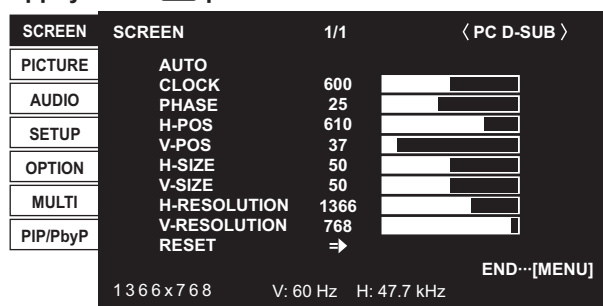 SCREEN
PICTURE
AUDIO
SETUP
OPTION
MULTI
PIP/PbyP
SCREEN 1/1 〈 PC D-SUB 〉
AUTO
CLOCK 600
PHASE 25
H-POS 610
V-POS 37
H-SIZE 50
V-SIZE 50
H-RESOLUTION 1366
V-RESOLUTION 768
RESET
END···[MENU]
1366x768 V: 60 Hz H: 47.7 kHz